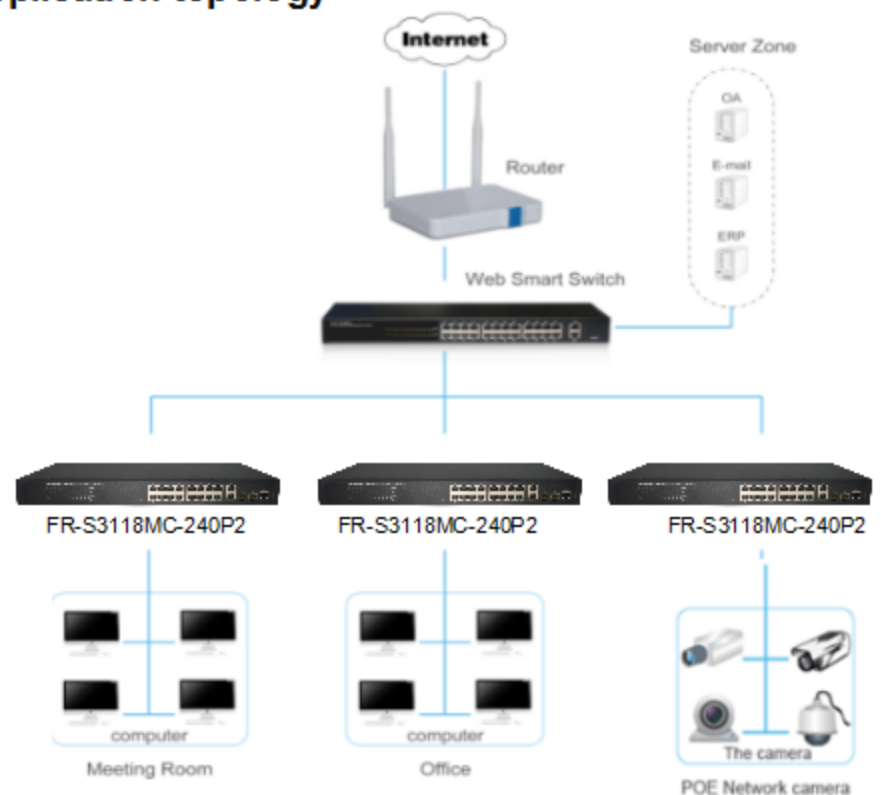 topology
Internet
Server Zone
OA
Router
E-mail
ERP
Web Smart Switch
FR-S3118MC-240P2
FR-S3118MC-240P2
FR-S3118MC-240P2
computer
computer
The camera
Meeting Room
Office
POE Network camera